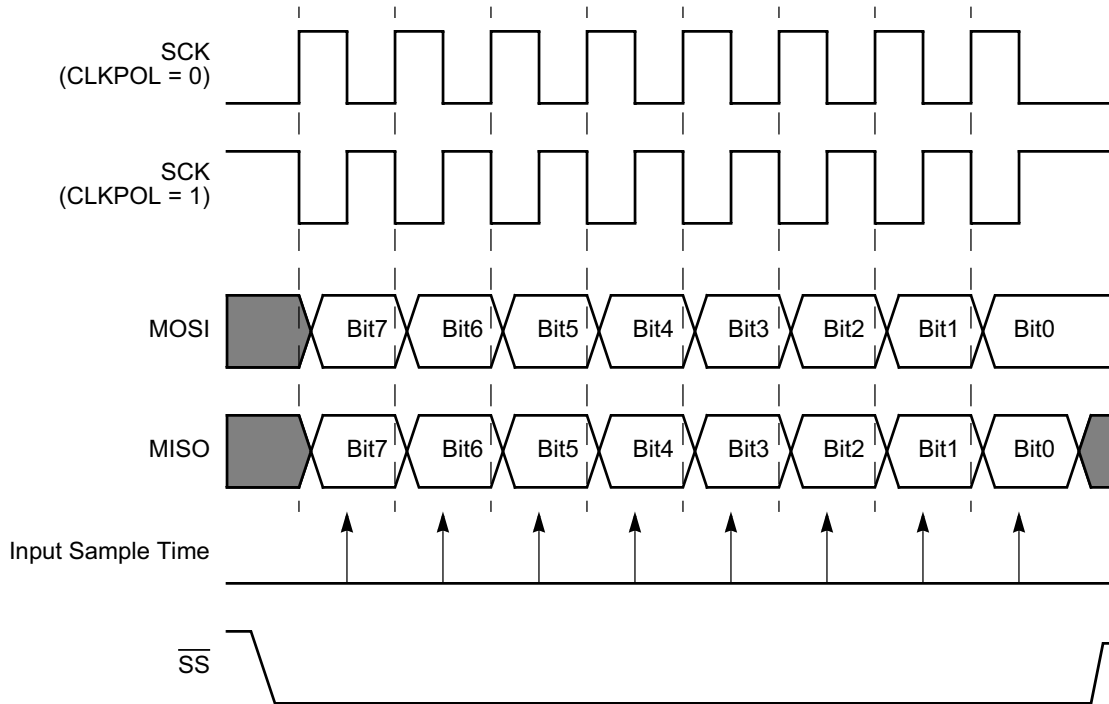 SCK
(CLKPOL = 0)
SCK
(CLKPOL = 1)
MOSI
Bit7 Bit6 Bit5 Bit4 Bit3 Bit2 Bit1 Bit0
MISO
Bit7 Bit6 Bit5 Bit4 Bit3 Bit2 Bit1 Bit0
Input Sample Time
SS